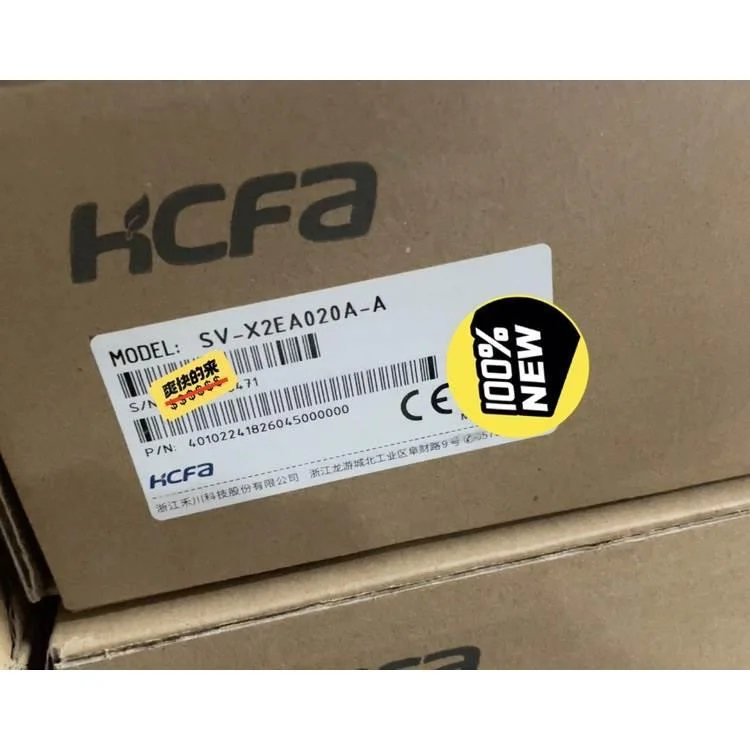 HCFA
MODEL: SV-X2EA020A-A
爽快的来
$$$$$$
S/N
471
P/N: 40102241826045000000
CE
100%
NEW
HCFA
浙江禾川科技股份有限公司 浙江龙游城北工业区阜财路9号
HCFA